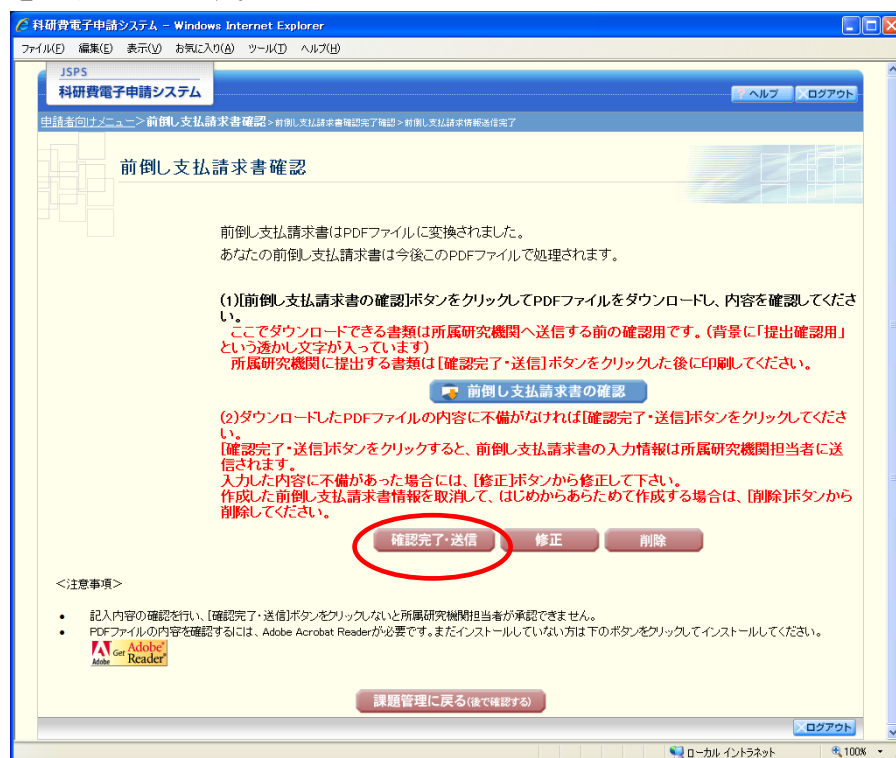 科研費電子申請システム - Windows Internet Explorer
ファイル(F) 編集(E) 表示(V) お気に入り(A) ツール(T) ヘルプ(H)
JSPS
科研費電子申請システム
?ヘルプ ×ログアウト
申請者向けメニュー>前倒し支払請求書確認>前倒し支払請求書確認完了確認>前倒し支払請求情報送信完了
前倒し支払請求書確認
前倒し支払請求書はPDFファイルに変換されました。
あなたの前倒し支払請求書は今後このPDFファイルで処理されます。
(1)[前倒し支払請求書の確認]ボタンをクリックしてPDFファイルをダウンロードし、内容を確認してくださ
い。
ここでダウンロードできる書類は所属研究機関へ送信する前の確認用です。(背景に「提出確認用」
という透かし文字が入っています)
所属研究機関に提出する書類は[確認完了・送信]ボタンをクリックした後に印刷してください。
前倒し支払請求書の確認
(2)ダウンロードしたPDFファイルの内容に不備がなければ[確認完了・送信]ボタンをクリックしてくださ
い。
[確認完了・送信]ボタンをクリックすると、前倒し支払請求書の入力情報は所属研究機関担当者に送
信されます。
入力した内容に不備があった場合には、[修正]ボタンから修正して下さい。
作成した前倒し支払請求書情報を取消して、はじめからあらためて作成する場合は、[削除]ボタンから
削除してください。
確認完了・送信 修正 削除
<注意事項>
• 記入内容の確認を行い、[確認完了・送信]ボタンをクリックしないと所属研究機関担当者が承認できません。
• PDFファイルの内容を確認するには、Adobe Acrobat Readerが必要です。まだインストールしていない方は下のボタンをクリックしてインストールしてください。
Adobe Get Adobe® Reader®
課題管理に戻る(後で確認する)
×ログアウト
ローカル イントラネット 100%